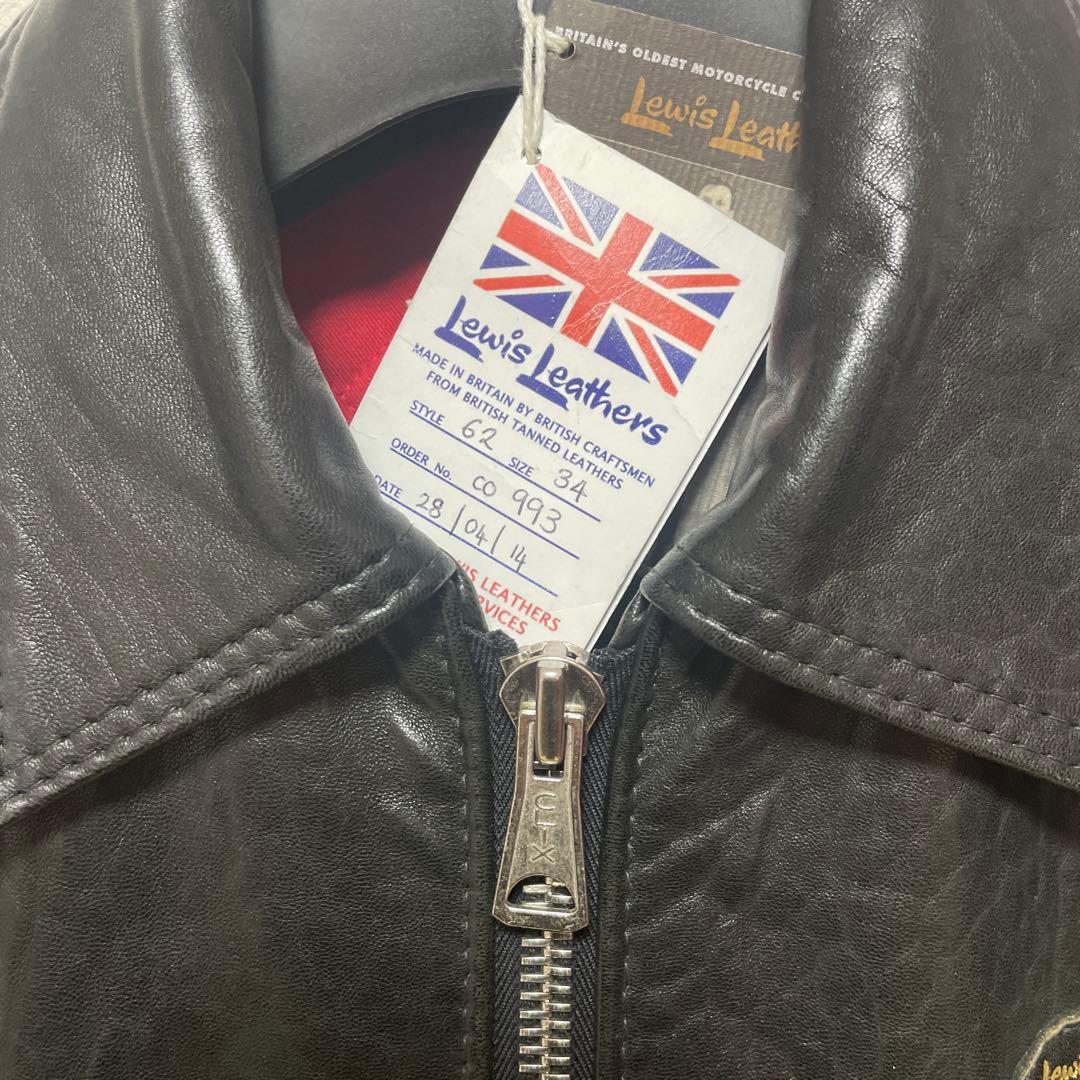 BRITAIN'S OLDEST MOTORCYCLE C
Lewis Leath
Lewis Leathers
MADE IN BRITAIN BY BRITISH CRAFTSMEN
FROM BRITISH TANNED LEATHERS
STYLE 62 SIZE 34
ORDER No. CO 993
DATE 28/04/14
IS LEATHERS
RVICES
CLIX
Lewi